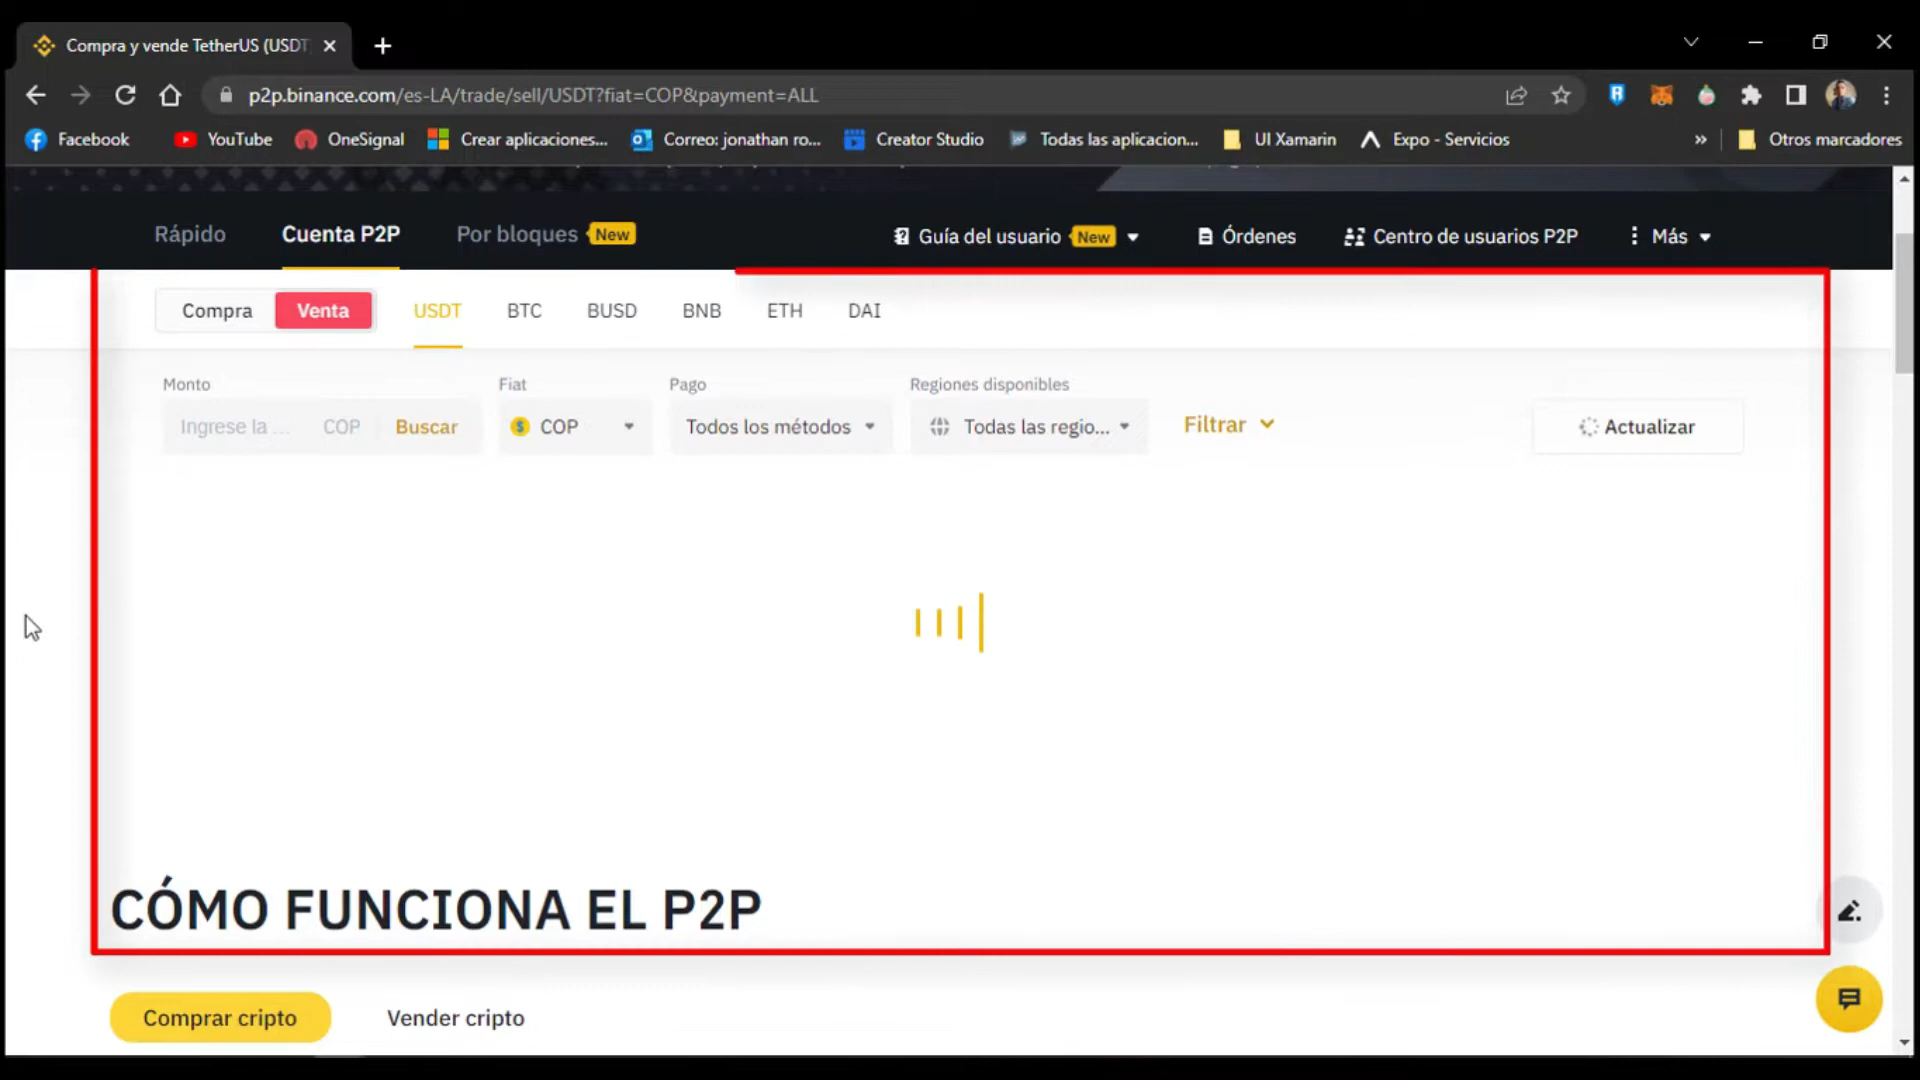 Compra y vende TetherUS (USDT
p2p.binance.com/es-LA/trade/sell/USDT?fiat=COP&payment=ALL
Facebook YouTube OneSignal Crear aplicaciones... Correo: jonathan ro... Creator Studio Todas las aplicacion... UI Xamarin Expo - Servicios » Otros marcadores
Rápido Cuenta P2P Por bloques New Guía del usuario New Órdenes Centro de usuarios P2P Más
Compra Venta USDT BTC BUSD BNB ETH DAI
Monto Fiat Pago Regiones disponibles
Ingrese la ... COP Buscar COP Todos los métodos Todas las regio... Filtrar Actualizar
CÓMO FUNCIONA EL P2P
Comprar cripto Vender cripto